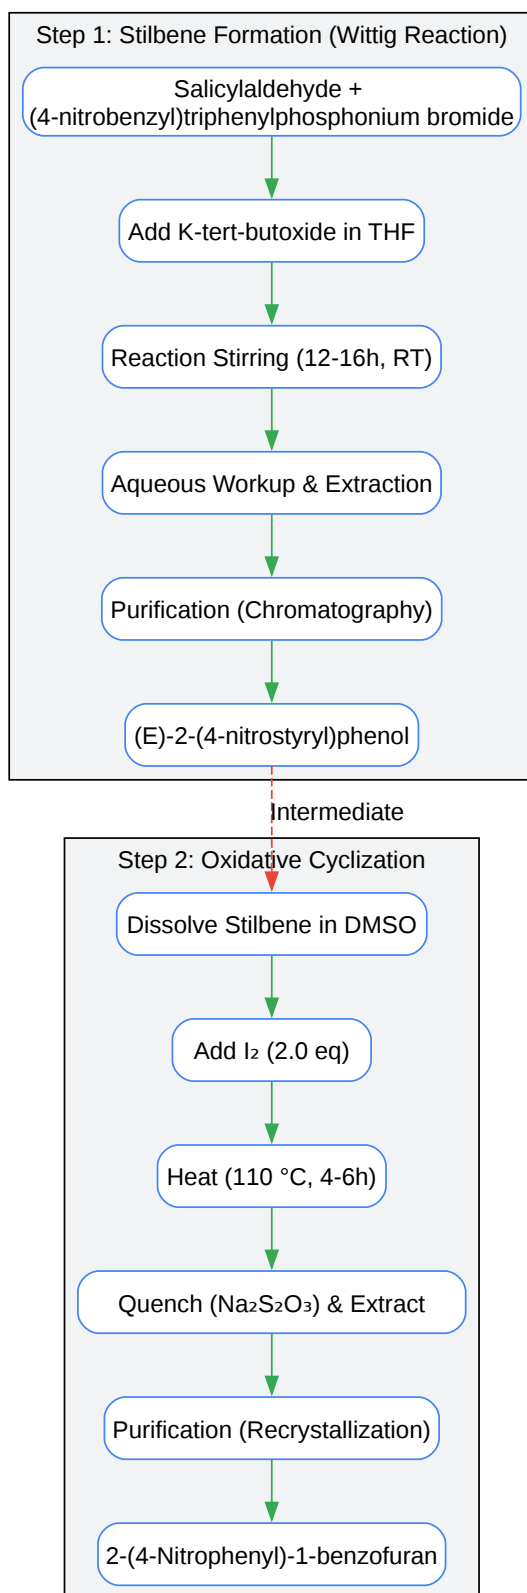 Step 1: Stilbene Formation (Wittig Reaction)
Salicylaldehyde +
(4-nitrobenzyl)triphenylphosphonium bromide
Add K-tert-butoxide in THF
Reaction Stirring (12-16h, RT)
Aqueous Workup & Extraction
Purification (Chromatography)
(E)-2-(4-nitrostyryl)phenol
Intermediate
Step 2: Oxidative Cyclization
Dissolve Stilbene in DMSO
Add I₂ (2.0 eq)
Heat (110 °C, 4-6h)
Quench (Na₂S₂O₃) & Extract
Purification (Recrystallization)
2-(4-Nitrophenyl)-1-benzofuran